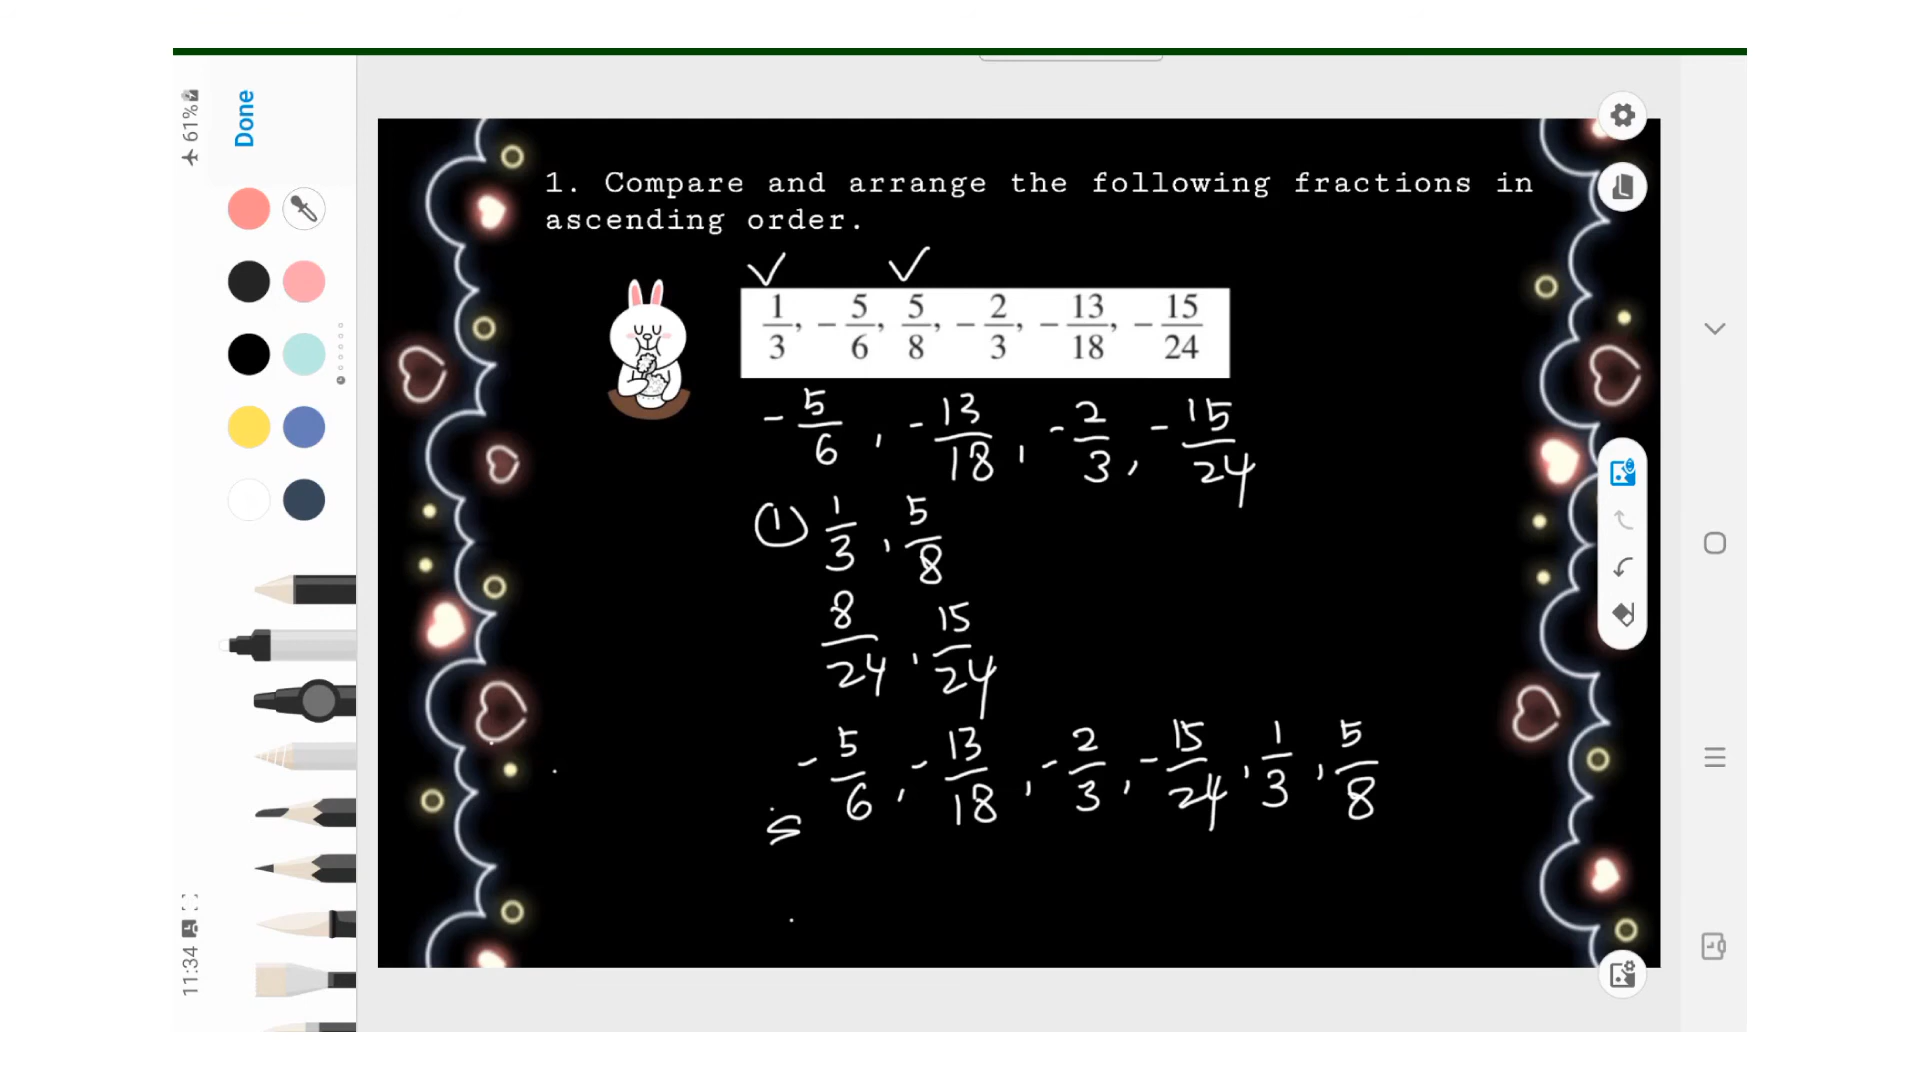 61%
Done
1. Compare and arrange the following fractions in
ascending order.
1/3, -5/6, 5/8, -2/3, -13/18, -15/24
-5/6, -13/18, -2/3, -15/24
① 1/3, 5/8
8/24, 15/24
-5/6, -13/18, -2/3, -15/24, 1/3, 5/8
11:34